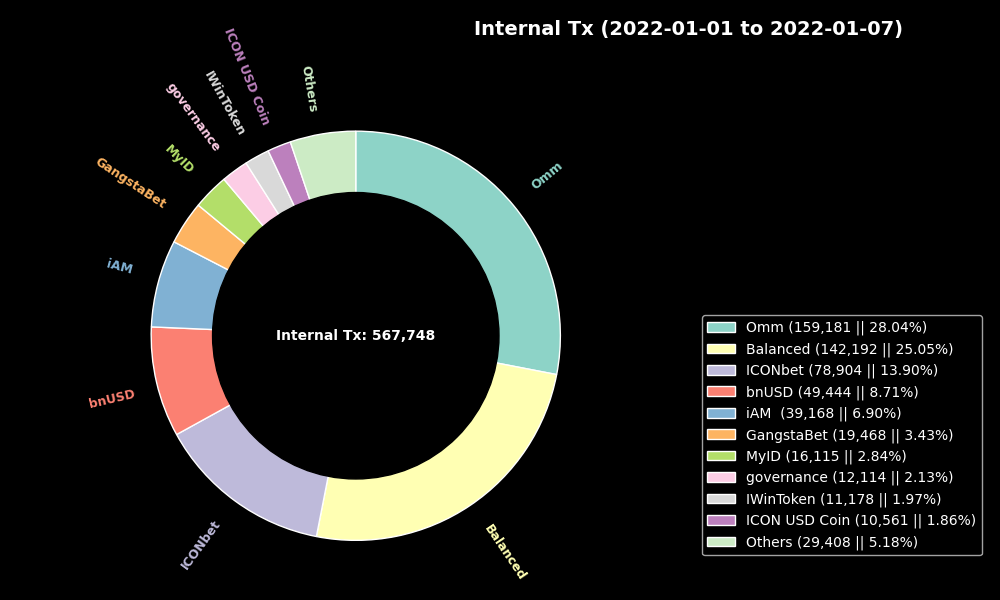 Internal Tx (2022-01-01 to 2022-01-07)
Others
ICON USD Coin
IWinToken
governance
MyID
GangstaBet
iAM
bnUSD
ICONbet
Balanced
Omm
Internal Tx: 567,748
Omm (159,181 || 28.04%)
Balanced (142,192 || 25.05%)
ICONbet (78,904 || 13.90%)
bnUSD (49,444 || 8.71%)
iAM  (39,168 || 6.90%)
GangstaBet (19,468 || 3.43%)
MyID (16,115 || 2.84%)
governance (12,114 || 2.13%)
IWinToken (11,178 || 1.97%)
ICON USD Coin (10,561 || 1.86%)
Others (29,408 || 5.18%)